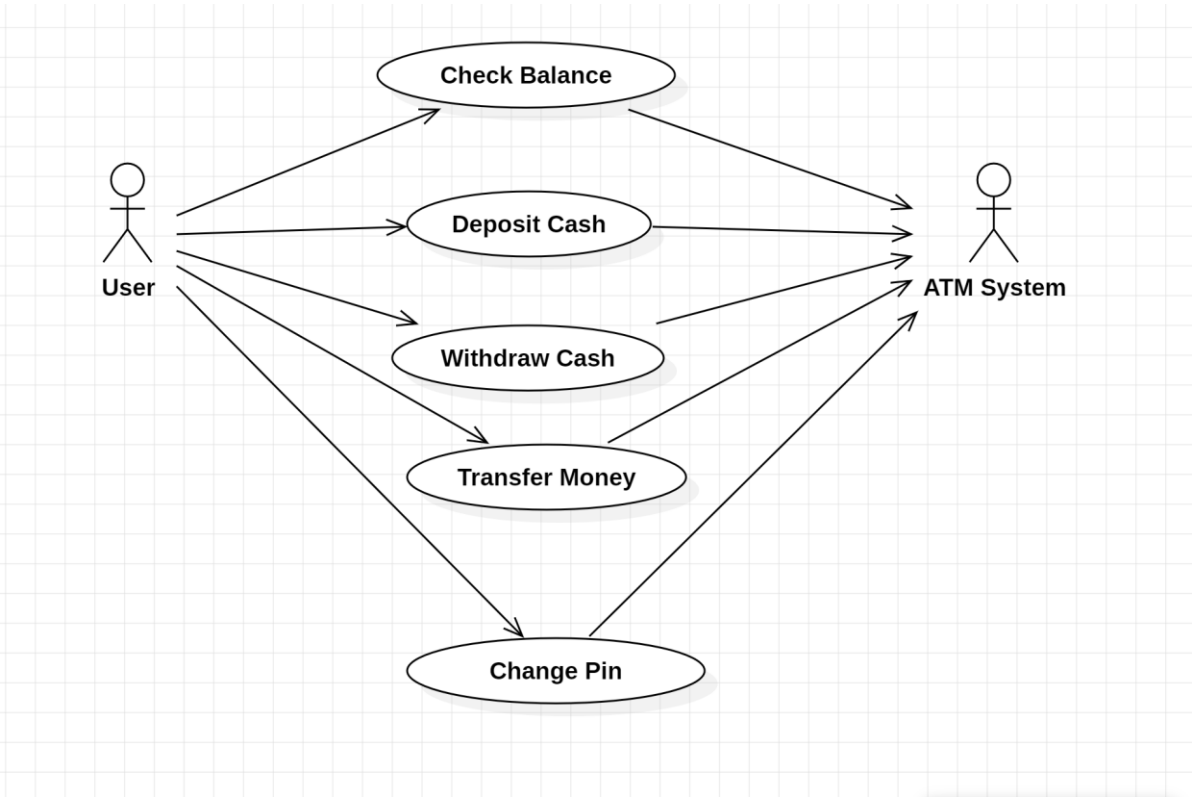 Check Balance
Deposit Cash
User
ATM System
Withdraw Cash
Transfer Money
Change Pin